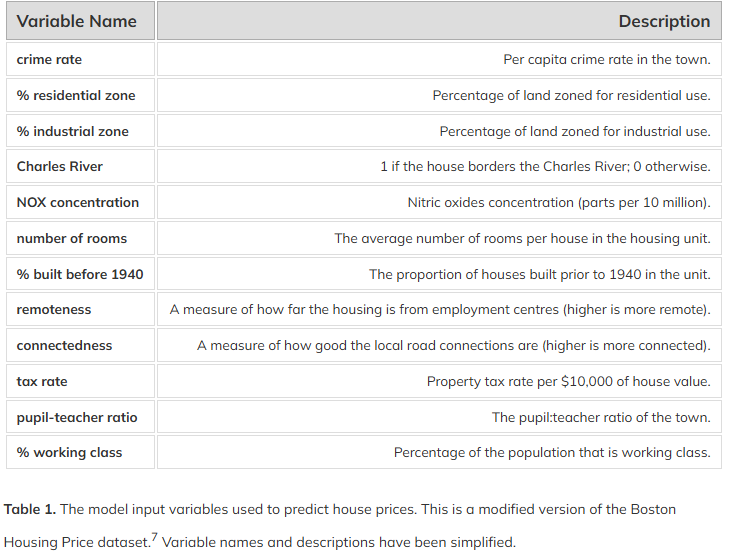 Variable Name Description
crime rate Per capita crime rate in the town.
% residential zone Percentage of land zoned for residential use.
% industrial zone Percentage of land zoned for industrial use.
Charles River 1 if the house borders the Charles River; 0 otherwise.
NOX concentration Nitric oxides concentration (parts per 10 million).
number of rooms The average number of rooms per house in the housing unit.
% built before 1940 The proportion of houses built prior to 1940 in the unit.
remoteness A measure of how far the housing is from employment centres (higher is more remote).
connectedness A measure of how good the local road connections are (higher is more connected).
tax rate Property tax rate per $10,000 of house value.
pupil-teacher ratio The pupil:teacher ratio of the town.
% working class Percentage of the population that is working class.
Table 1. The model input variables used to predict house prices. This is a modified version of the Boston
Housing Price dataset.7 Variable names and descriptions have been simplified.